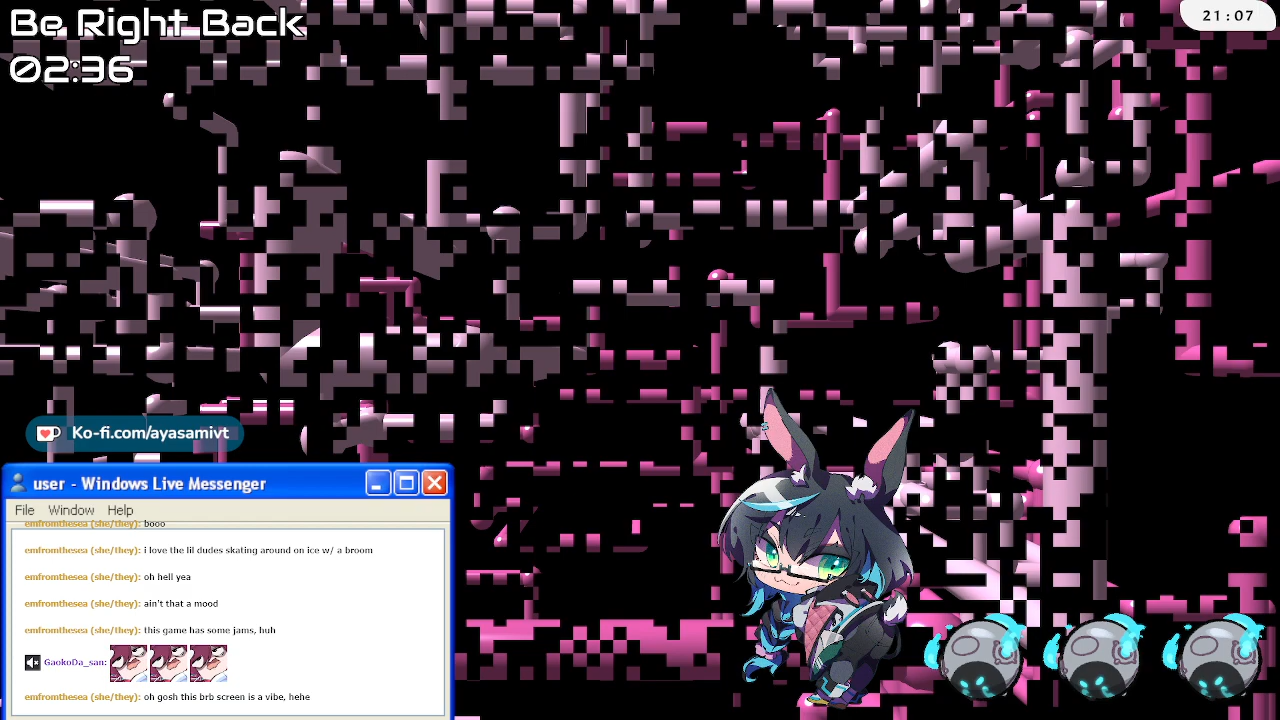 Be Right Back
02:36
21:07
Ko-fi.com/ayasamivt
user - Windows Live Messenger
File Window Help
emfromthesea (she/they): booo
emfromthesea (she/they): i love the lil dudes skating around on ice w/ a broom
emfromthesea (she/they): oh hell yea
emfromthesea (she/they): ain't that a mood
emfromthesea (she/they): this game has some jams, huh
GaokoDa_san:
emfromthesea (she/they): oh gosh this brb screen is a vibe, hehe